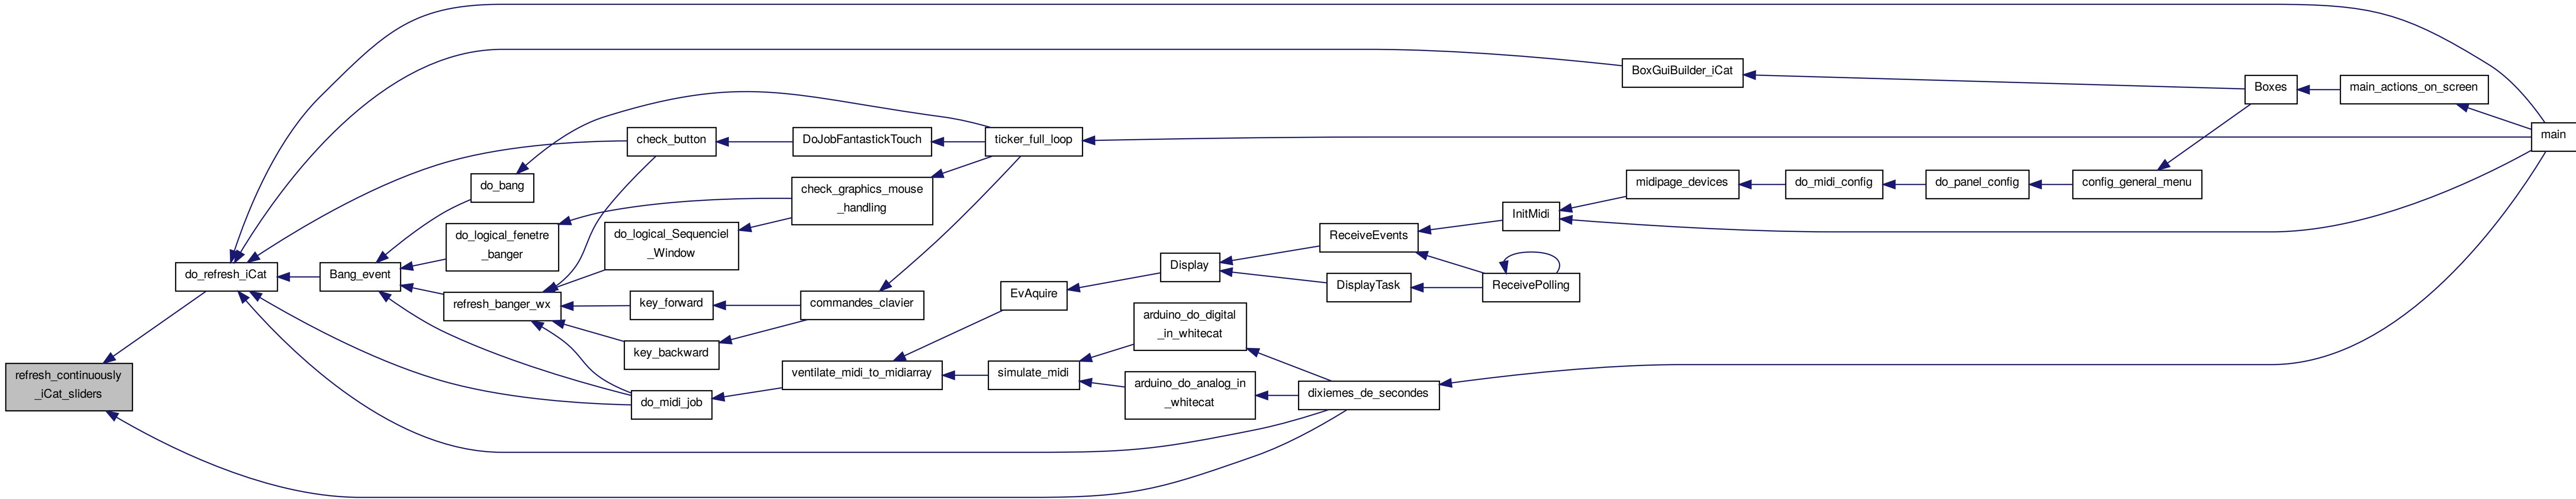 refresh_continuously
_iCat_sliders
do_refresh_iCat
Bang_event
do_bang
do_logical_fenetre
_banger
refresh_banger_wx
check_button
do_logical_Sequenciel
_Window
key_forward
key_backward
do_midi_job
DoJobFantastickTouch
check_graphics_mouse
_handling
commandes_clavier
ventilate_midi_to_midiarray
ticker_full_loop
EvAquire
simulate_midi
Display
arduino_do_digital
_in_whitecat
arduino_do_analog_in
_whitecat
ReceiveEvents
DisplayTask
dixiemes_de_secondes
InitMidi
ReceivePolling
BoxGuiBuilder_iCat
midipage_devices
do_midi_config
do_panel_config
config_general_menu
Boxes
main_actions_on_screen
main